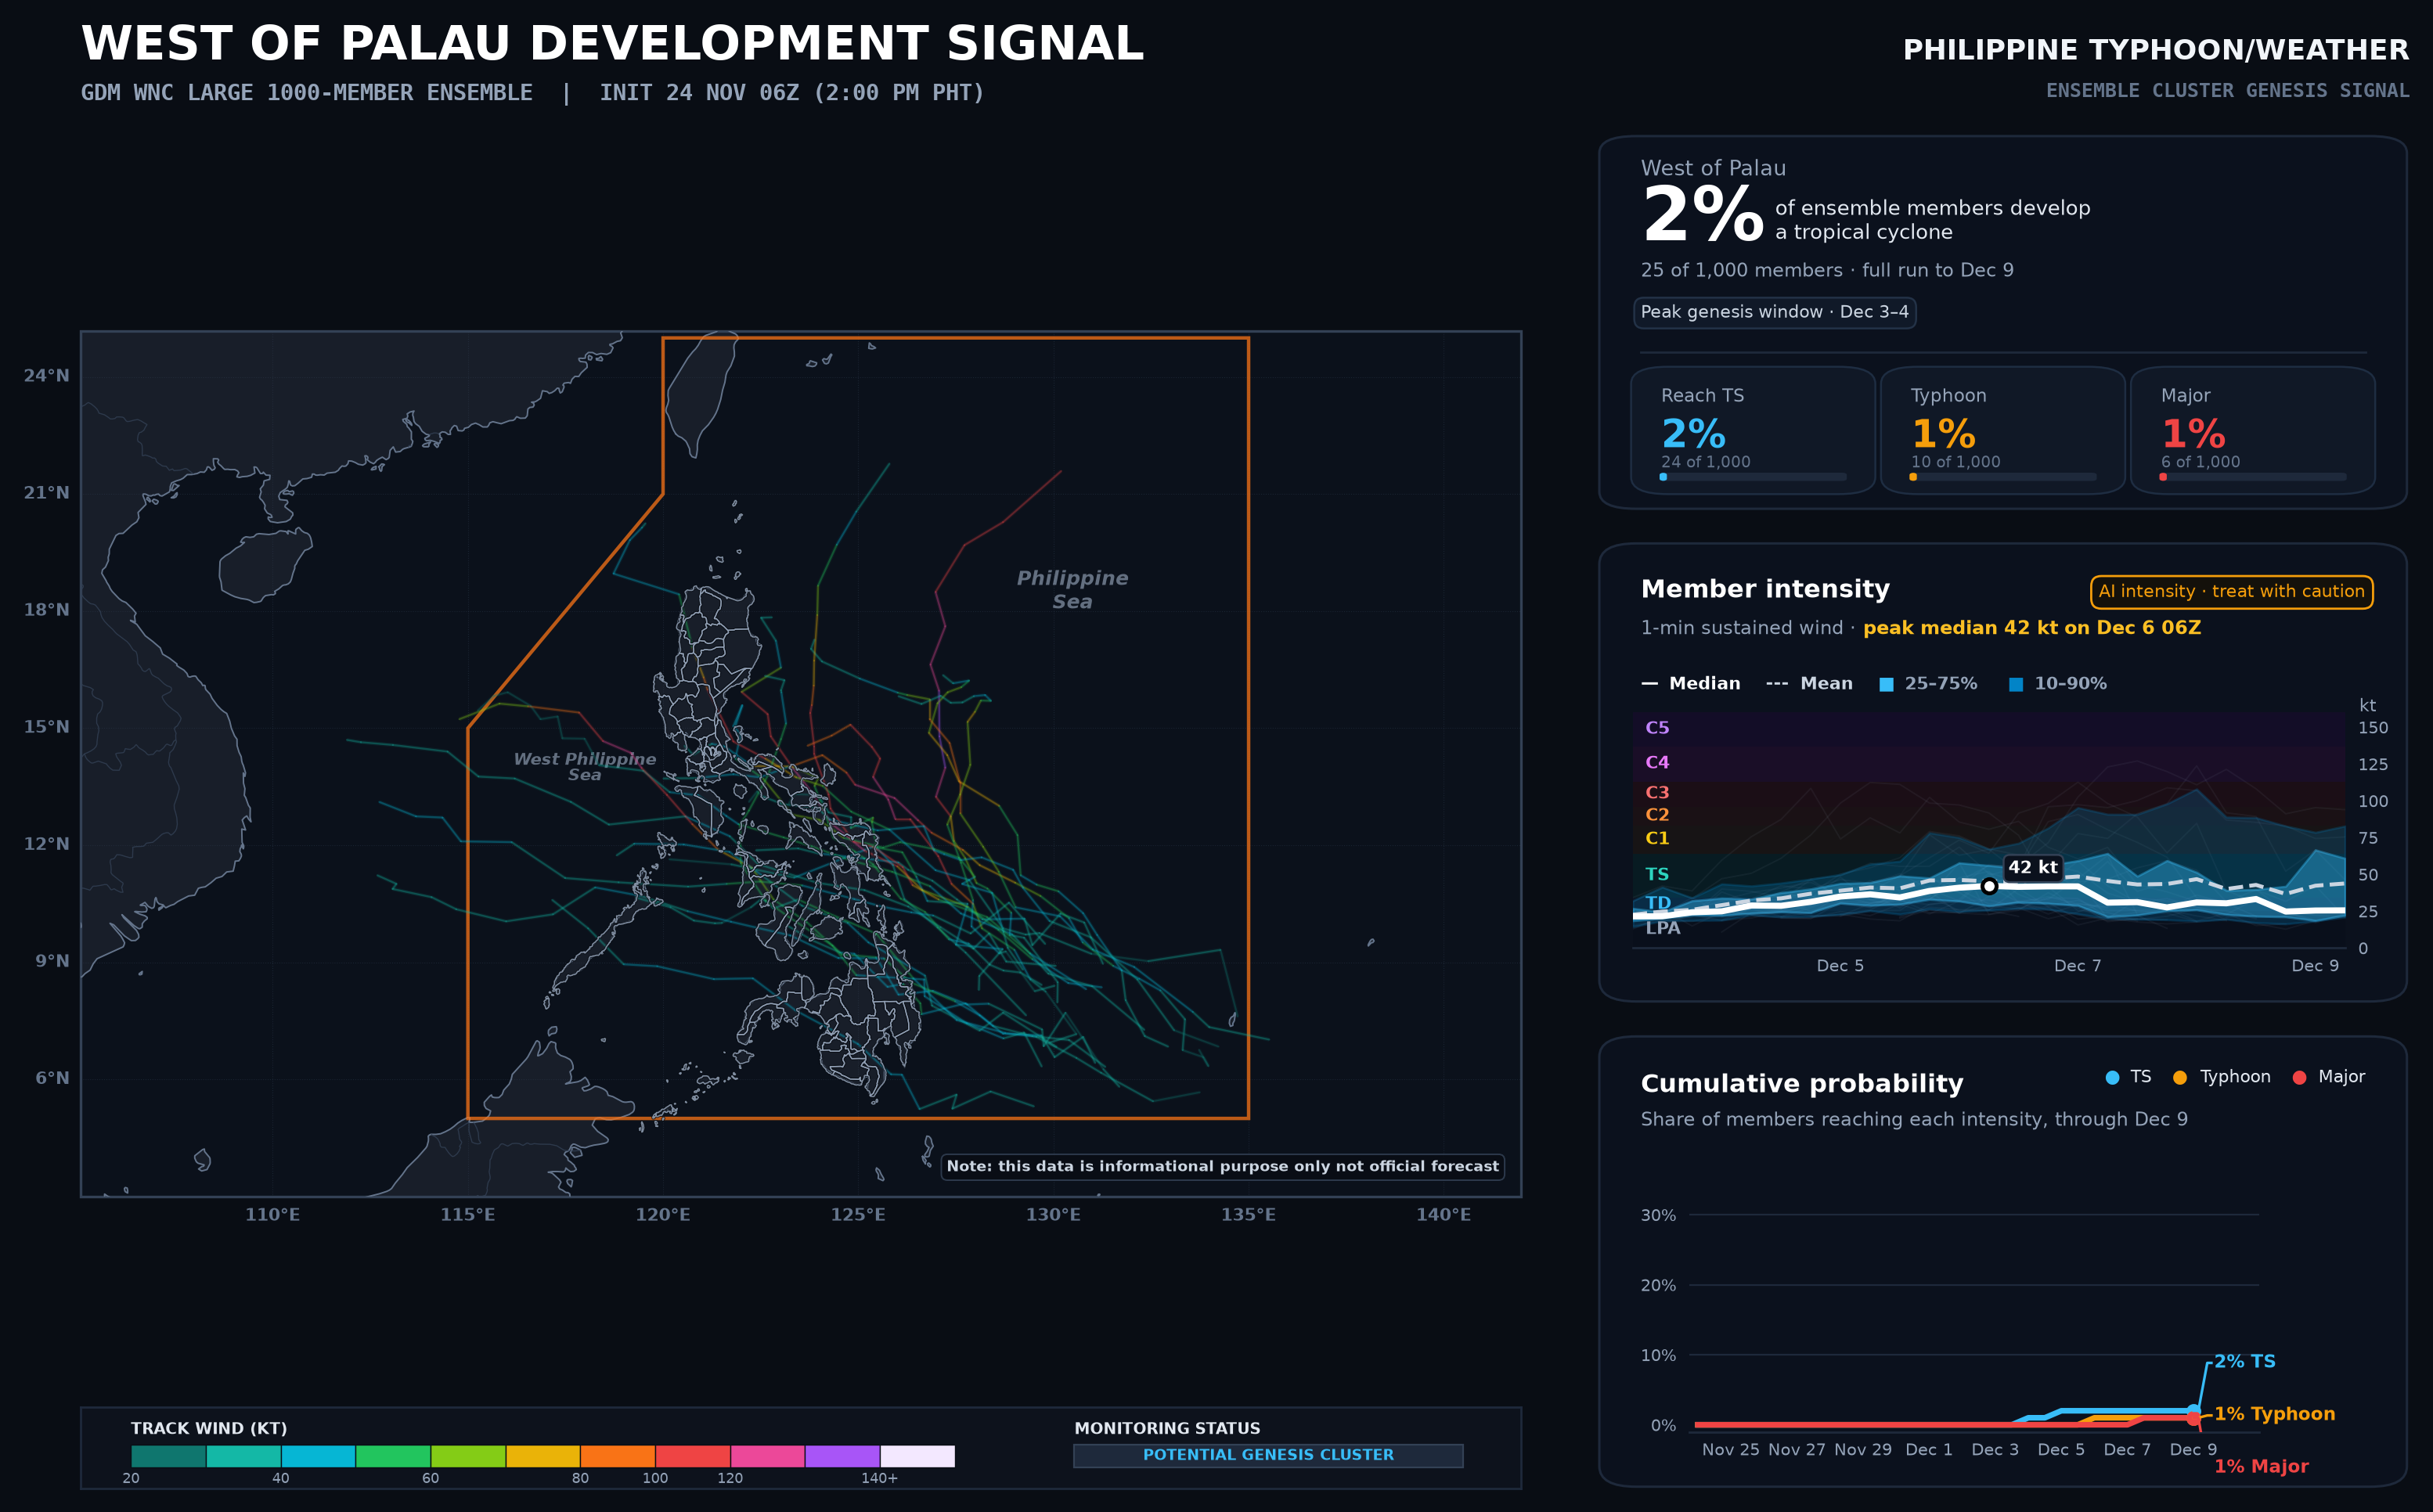 WEST OF PALAU DEVELOPMENT SIGNAL
GDM WNC LARGE 1000-MEMBER ENSEMBLE | INIT 24 NOV 06Z (2:00 PM PHT)
PHILIPPINE TYPHOON/WEATHER
ENSEMBLE CLUSTER GENESIS SIGNAL
24°N
21°N
18°N
15°N
12°N
9°N
6°N
110°E
115°E
120°E
125°E
130°E
135°E
140°E
Philippine
Sea
West Philippine
Sea
Note: this data is informational purpose only not official forecast
TRACK WIND (KT)
20
40
60
80
100
120
140+
MONITORING STATUS
POTENTIAL GENESIS CLUSTER
West of Palau
2%
of ensemble members develop
a tropical cyclone
25 of 1,000 members · full run to Dec 9
Peak genesis window · Dec 3–4
Reach TS
2%
24 of 1,000
Typhoon
1%
10 of 1,000
Major
1%
6 of 1,000
Member intensity
AI intensity · treat with caution
1-min sustained wind · peak median 42 kt on Dec 6 06Z
Median
Mean
25–75%
10–90%
kt
C5
C4
C3
C2
C1
TS
TD
LPA
150
125
100
75
50
25
0
42 kt
Dec 5
Dec 7
Dec 9
Cumulative probability
TS
Typhoon
Major
Share of members reaching each intensity, through Dec 9
30%
20%
10%
0%
2% TS
1% Typhoon
1% Major
Nov 25
Nov 27
Nov 29
Dec 1
Dec 3
Dec 5
Dec 7
Dec 9